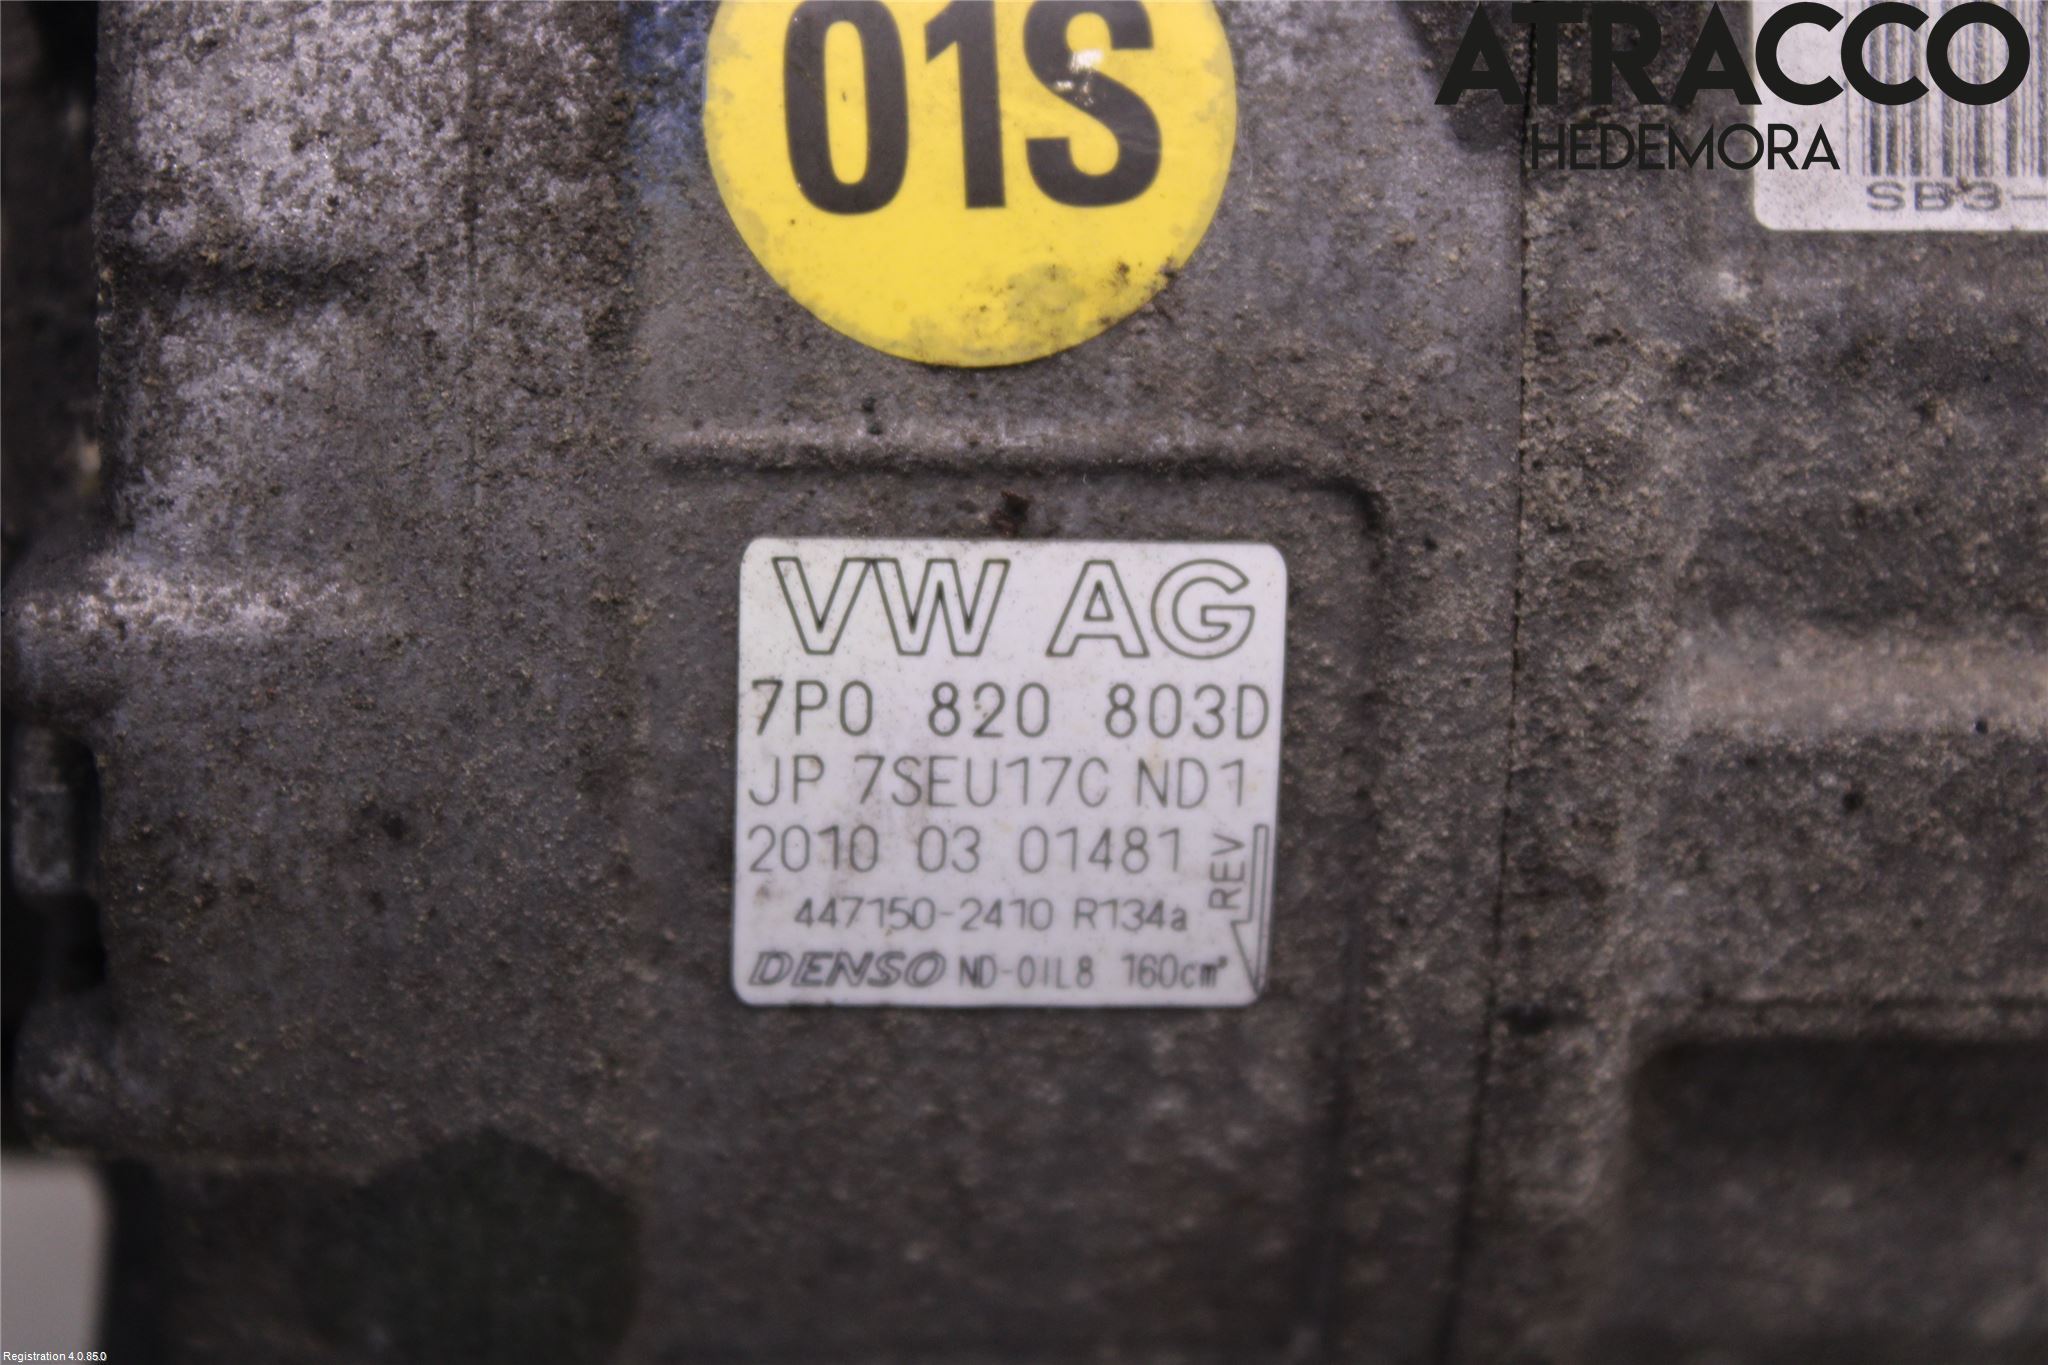 01S
ATRACCO
HEDEMORA
SB3-
VW AG
7P0 820 803D
JP 7SEU17C ND1
2010 03 01481
REV
447150-2410 R134a
DENSO ND-OIL8 160cm³
Registration 4.0.85.0